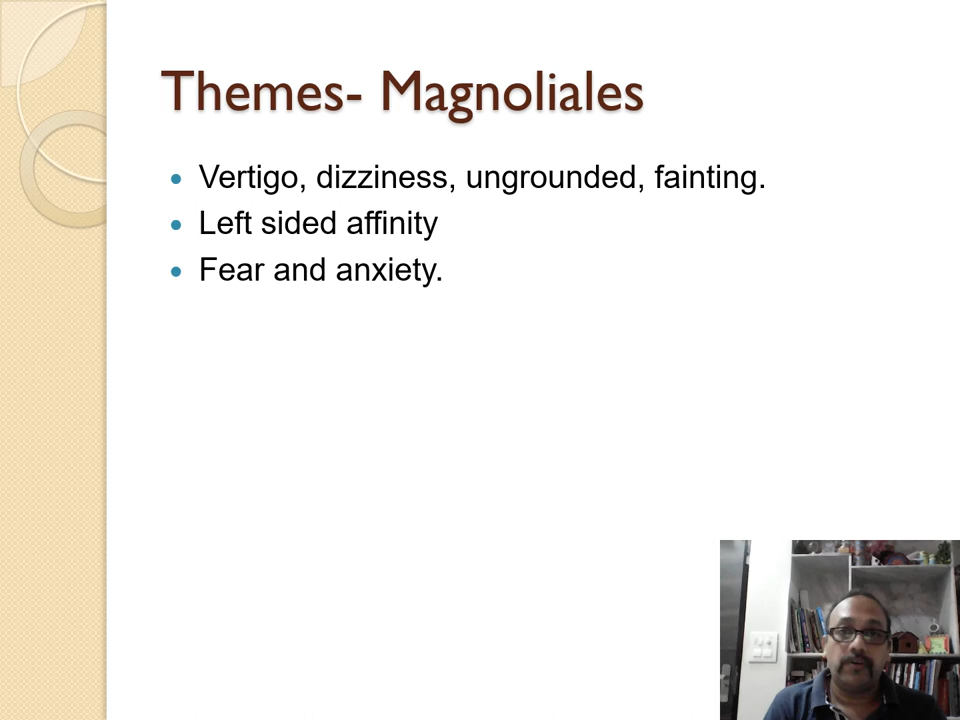 Themes- Magnoliales
Vertigo, dizziness, ungrounded, fainting.
Left sided affinity
Fear and anxiety.